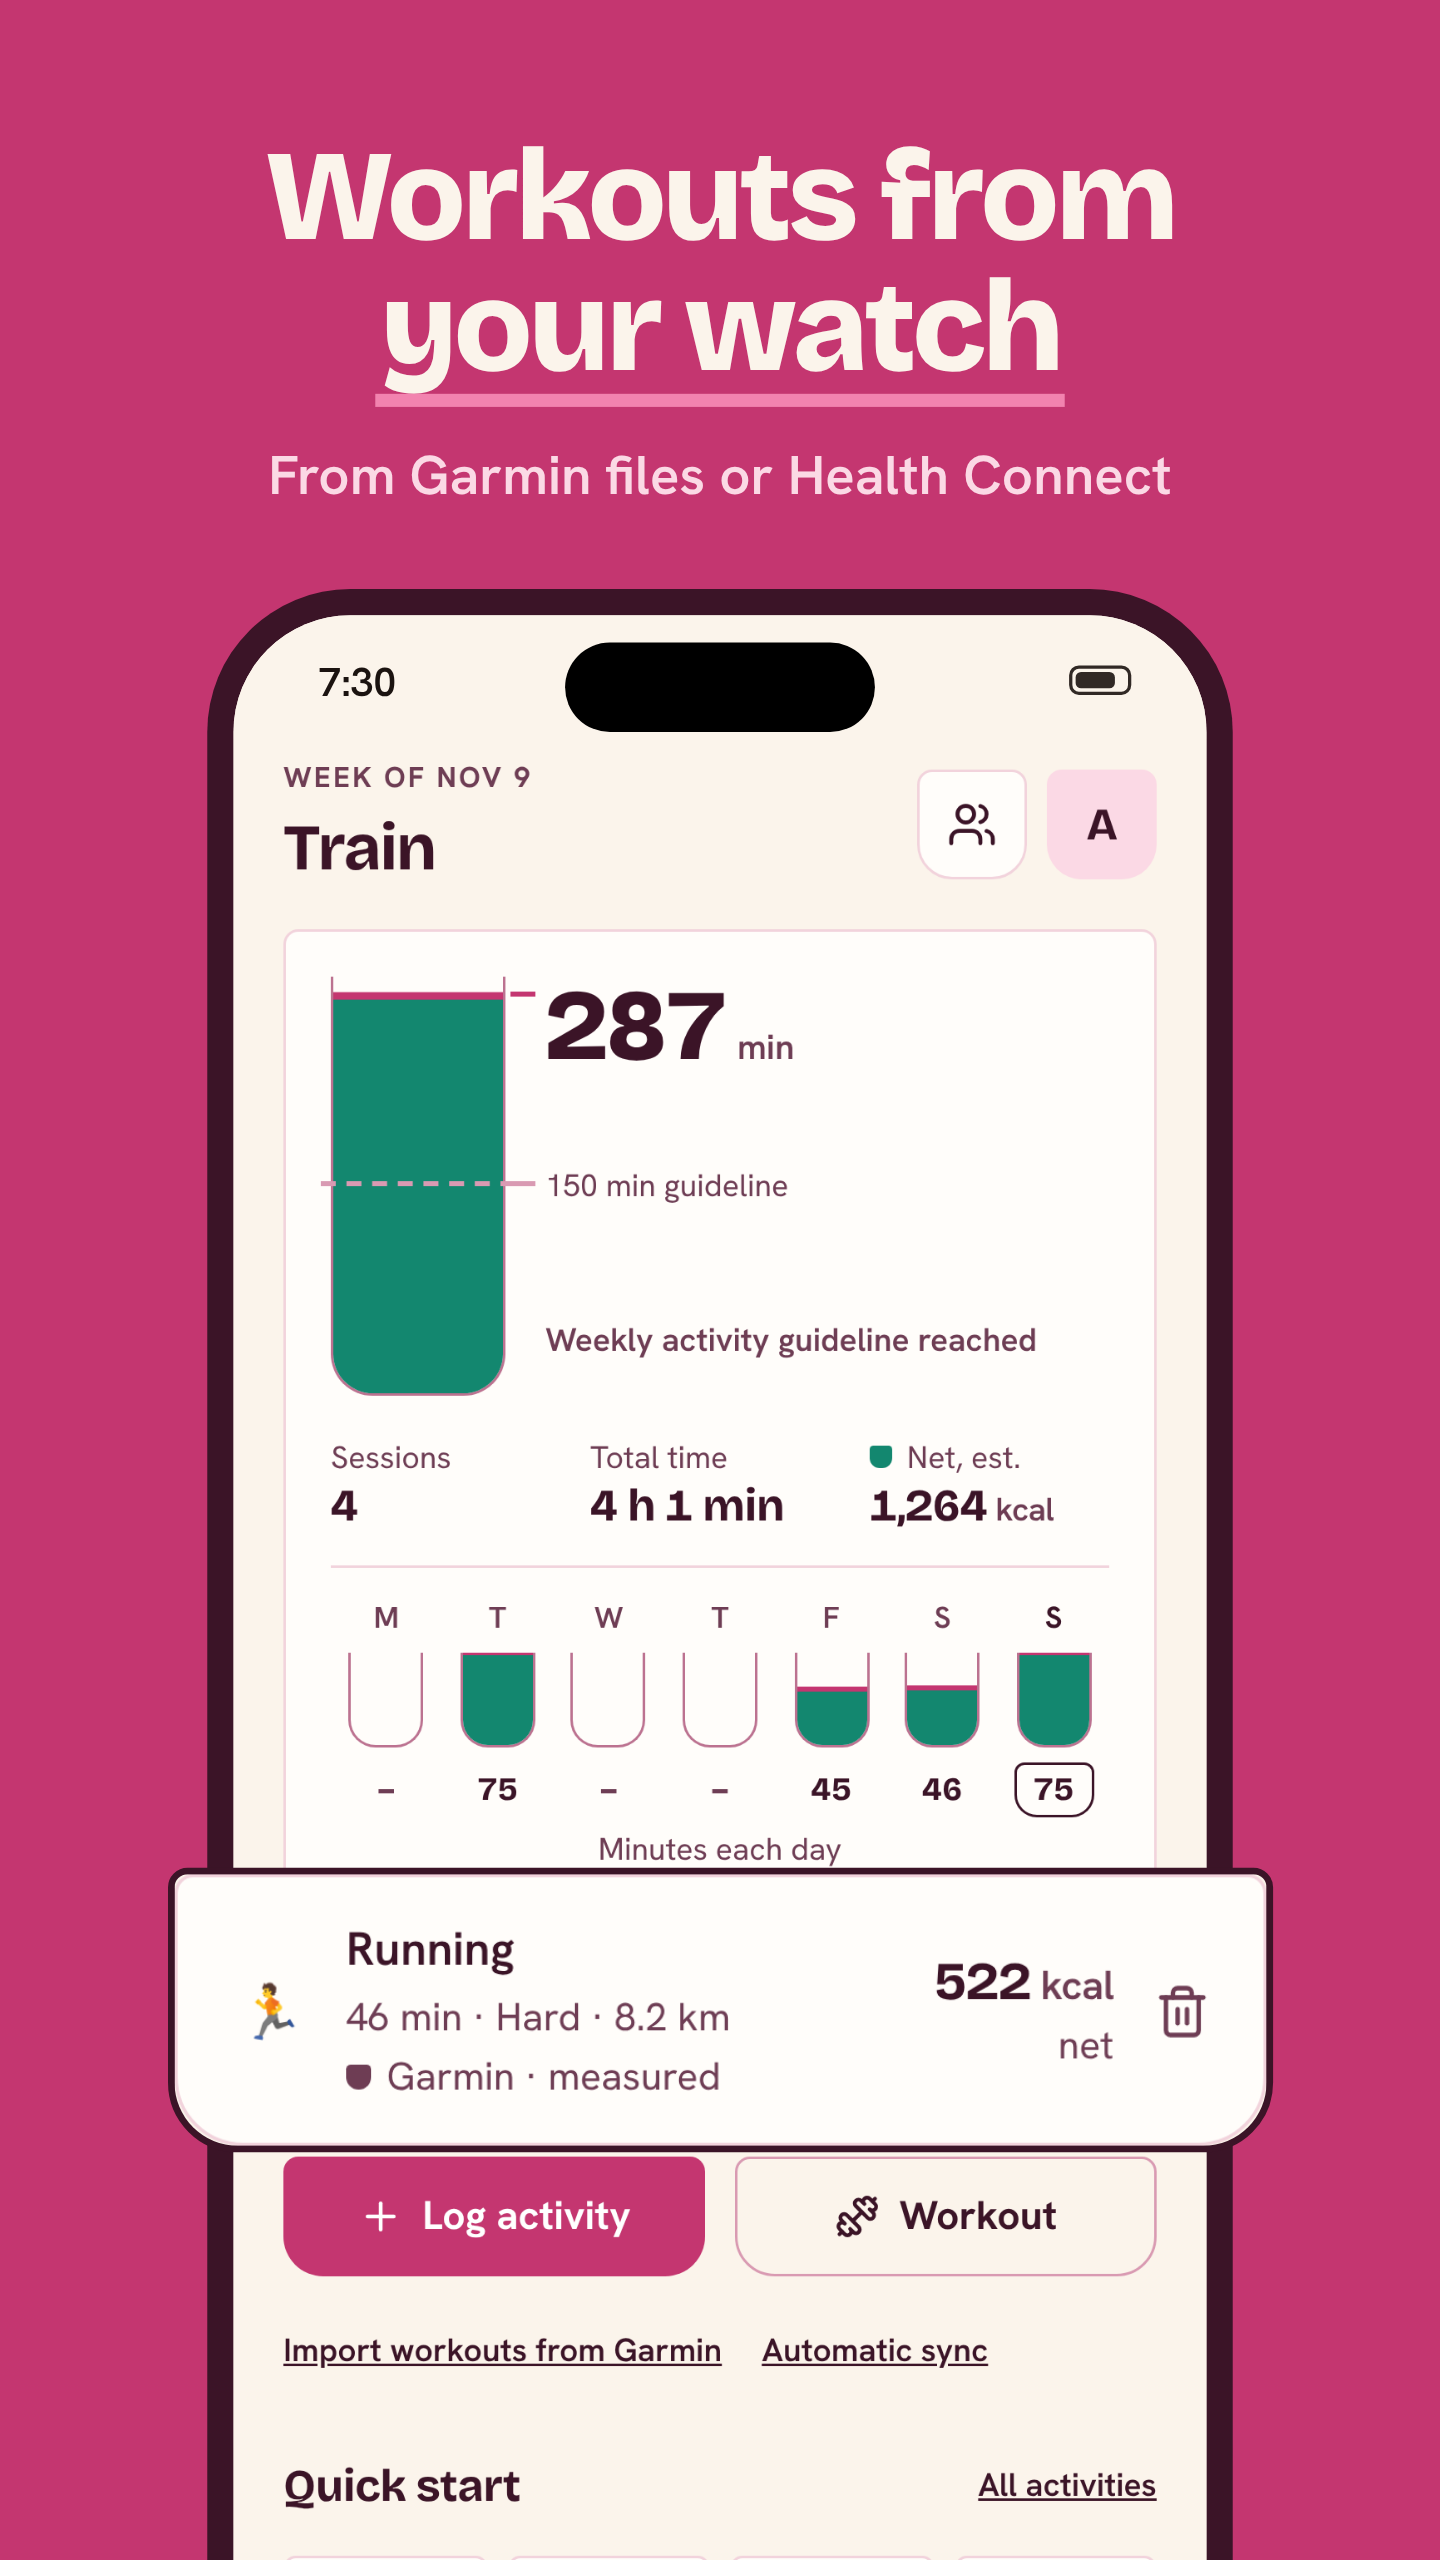 Workouts from
your watch
From Garmin files or Health Connect
7:30
WEEK OF NOV 9
Train
A
287 min
150 min guideline
Weekly activity guideline reached
Sessions
4
Total time
4 h 1 min
Net, est.
1,264 kcal
M T W T F S S
– 75 – – 45 46 75
Minutes each day
Running
46 min · Hard · 8.2 km
Garmin · measured
522 kcal
net
+ Log activity
Workout
Import workouts from Garmin
Automatic sync
Quick start
All activities